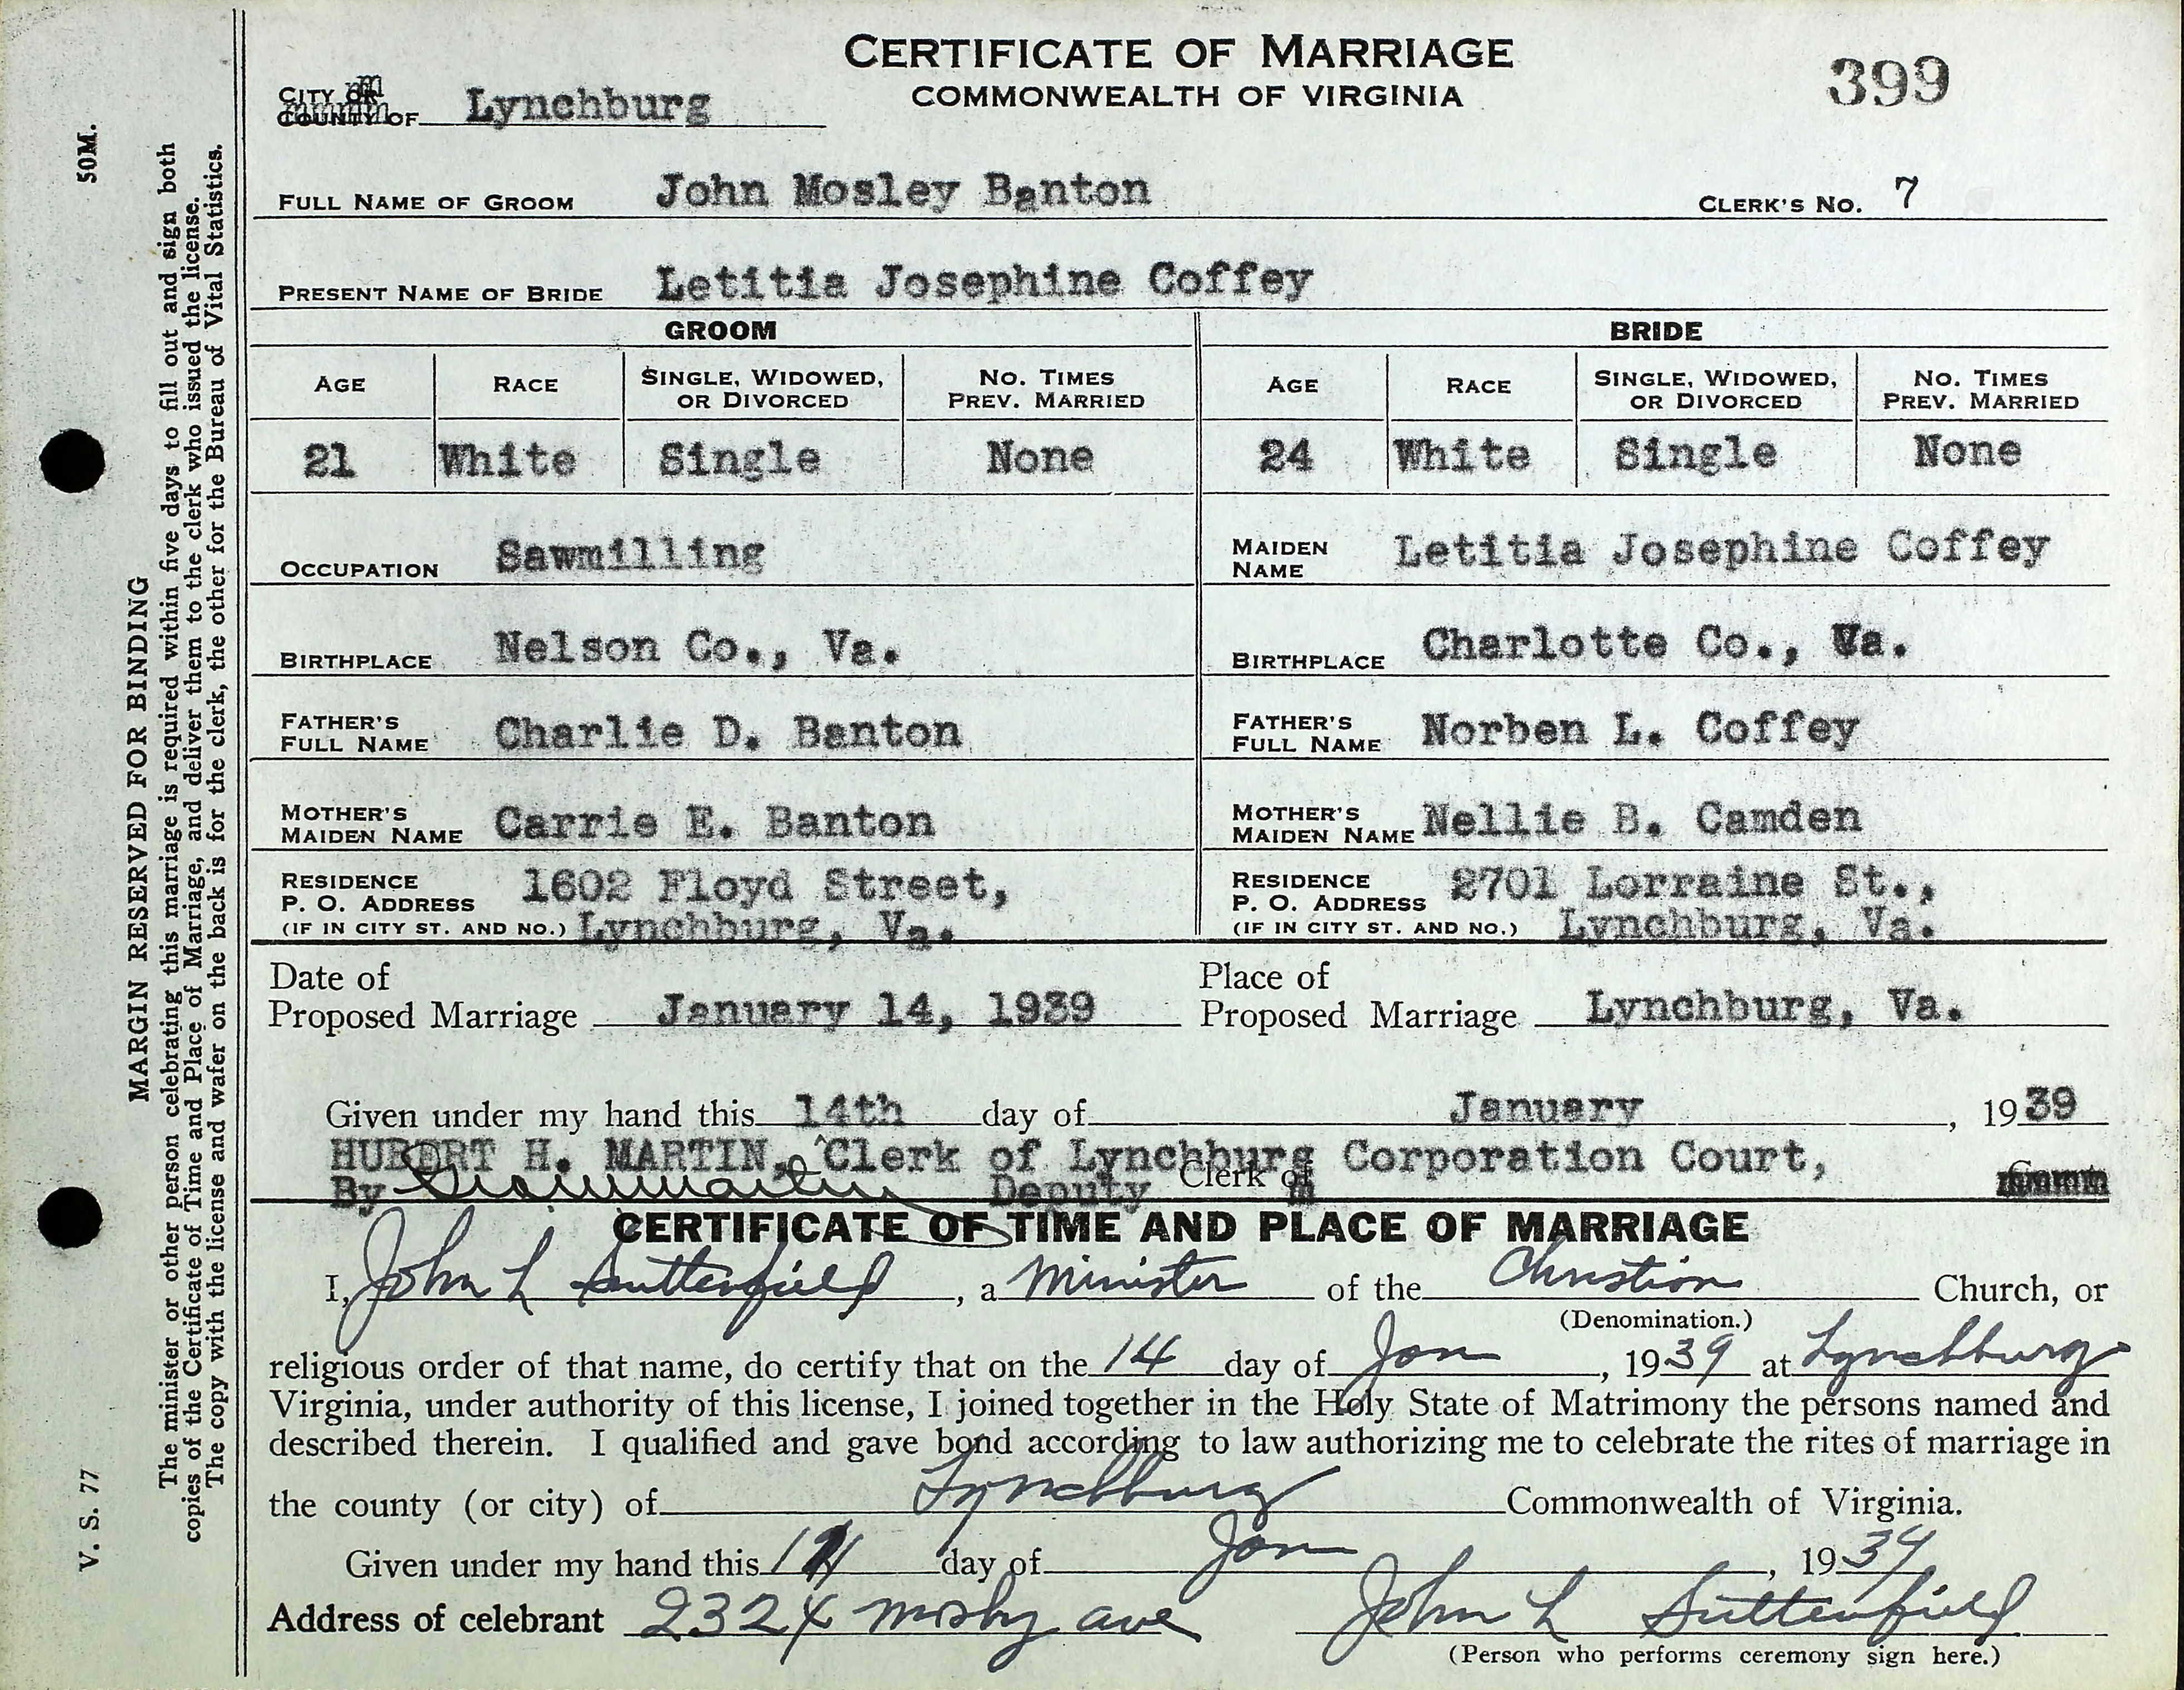 CERTIFICATE OF MARRIAGE
COMMONWEALTH OF VIRGINIA
399
CITY OR
COUNTY OF Lynchburg
FULL NAME OF GROOM John Mosley Banton CLERK'S NO. 7
PRESENT NAME OF BRIDE Letitia Josephine Coffey
GROOM BRIDE
AGE RACE SINGLE, WIDOWED, OR DIVORCED NO. TIMES PREV. MARRIED AGE RACE SINGLE, WIDOWED, OR DIVORCED NO. TIMES PREV. MARRIED
21 White Single None 24 White Single None
OCCUPATION Sawmilling MAIDEN NAME Letitia Josephine Coffey
BIRTHPLACE Nelson Co., Va. BIRTHPLACE Charlotte Co., Va.
FATHER'S FULL NAME Charlie D. Banton FATHER'S FULL NAME Norben L. Coffey
MOTHER'S MAIDEN NAME Carrie E. Banton MOTHER'S MAIDEN NAME Nellie B. Camden
RESIDENCE P. O. ADDRESS 1602 Floyd Street, RESIDENCE P. O. ADDRESS 2701 Lorraine St.,
(IF IN CITY ST. AND NO.) Lynchburg, Va. (IF IN CITY ST. AND NO.) Lynchburg, Va.
Date of Proposed Marriage January 14, 1939 Place of Proposed Marriage Lynchburg, Va.
Given under my hand this 14th day of January, 1939
HUBERT H. MARTIN, Clerk of Lynchburg Corporation Court,
By Deputy Clerk of
CERTIFICATE OF TIME AND PLACE OF MARRIAGE
I, John L Suttenfield, a Minister of the Christian Church, or
(Denomination.)
religious order of that name, do certify that on the 14 day of Jan, 1939 at Lynchburg
Virginia, under authority of this license, I joined together in the Holy State of Matrimony the persons named and
described therein. I qualified and gave bond according to law authorizing me to celebrate the rites of marriage in
the county (or city) of Lynchburg Commonwealth of Virginia.
Given under my hand this day of Jan, 1939
Address of celebrant 2324 Mosby ave John L Suttenfield
(Person who performs ceremony sign here.)
V. S. 77 50M.
MARGIN RESERVED FOR BINDING
The minister or other person celebrating this marriage is required within five days to fill out and sign both
copies of the Certificate of Time and Place of Marriage, and deliver them to the clerk who issued the license.
The copy with the license and wafer on the back is for the clerk, the other for the Bureau of Vital Statistics.